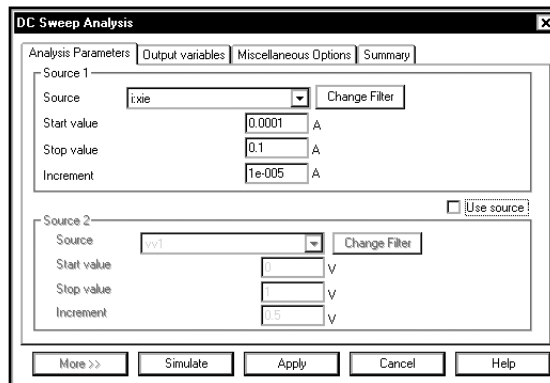 DC Sweep Analysis
Analysis Parameters Output variables Miscellaneous Options Summary
Source 1
Source i:xie Change Filter
Start value 0.0001 A
Stop value 0.1 A
Increment 1e-005 A
Use source
Source 2
Source vv1 Change Filter
Start value 0 V
Stop value 1 V
Increment 0.5 V
More >> Simulate Apply Cancel Help